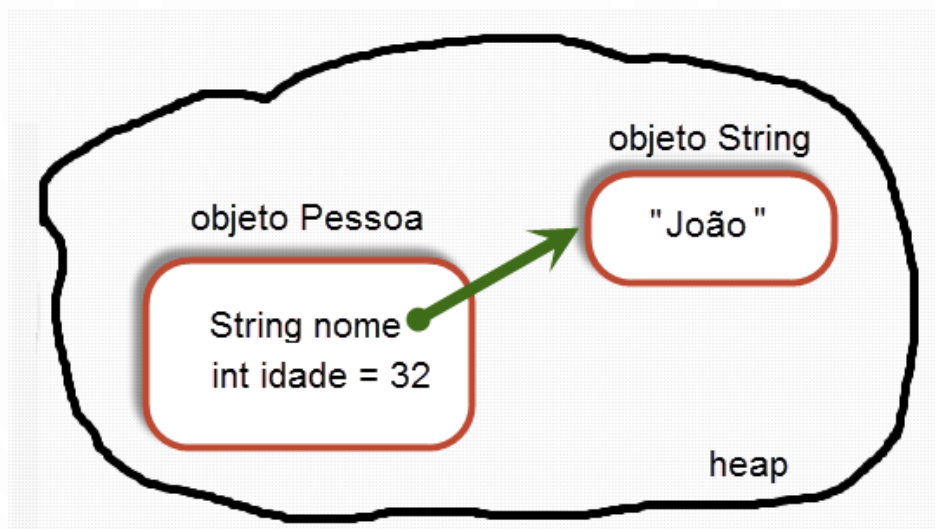 objeto String
"João "
objeto Pessoa
String nome
int idade = 32
heap